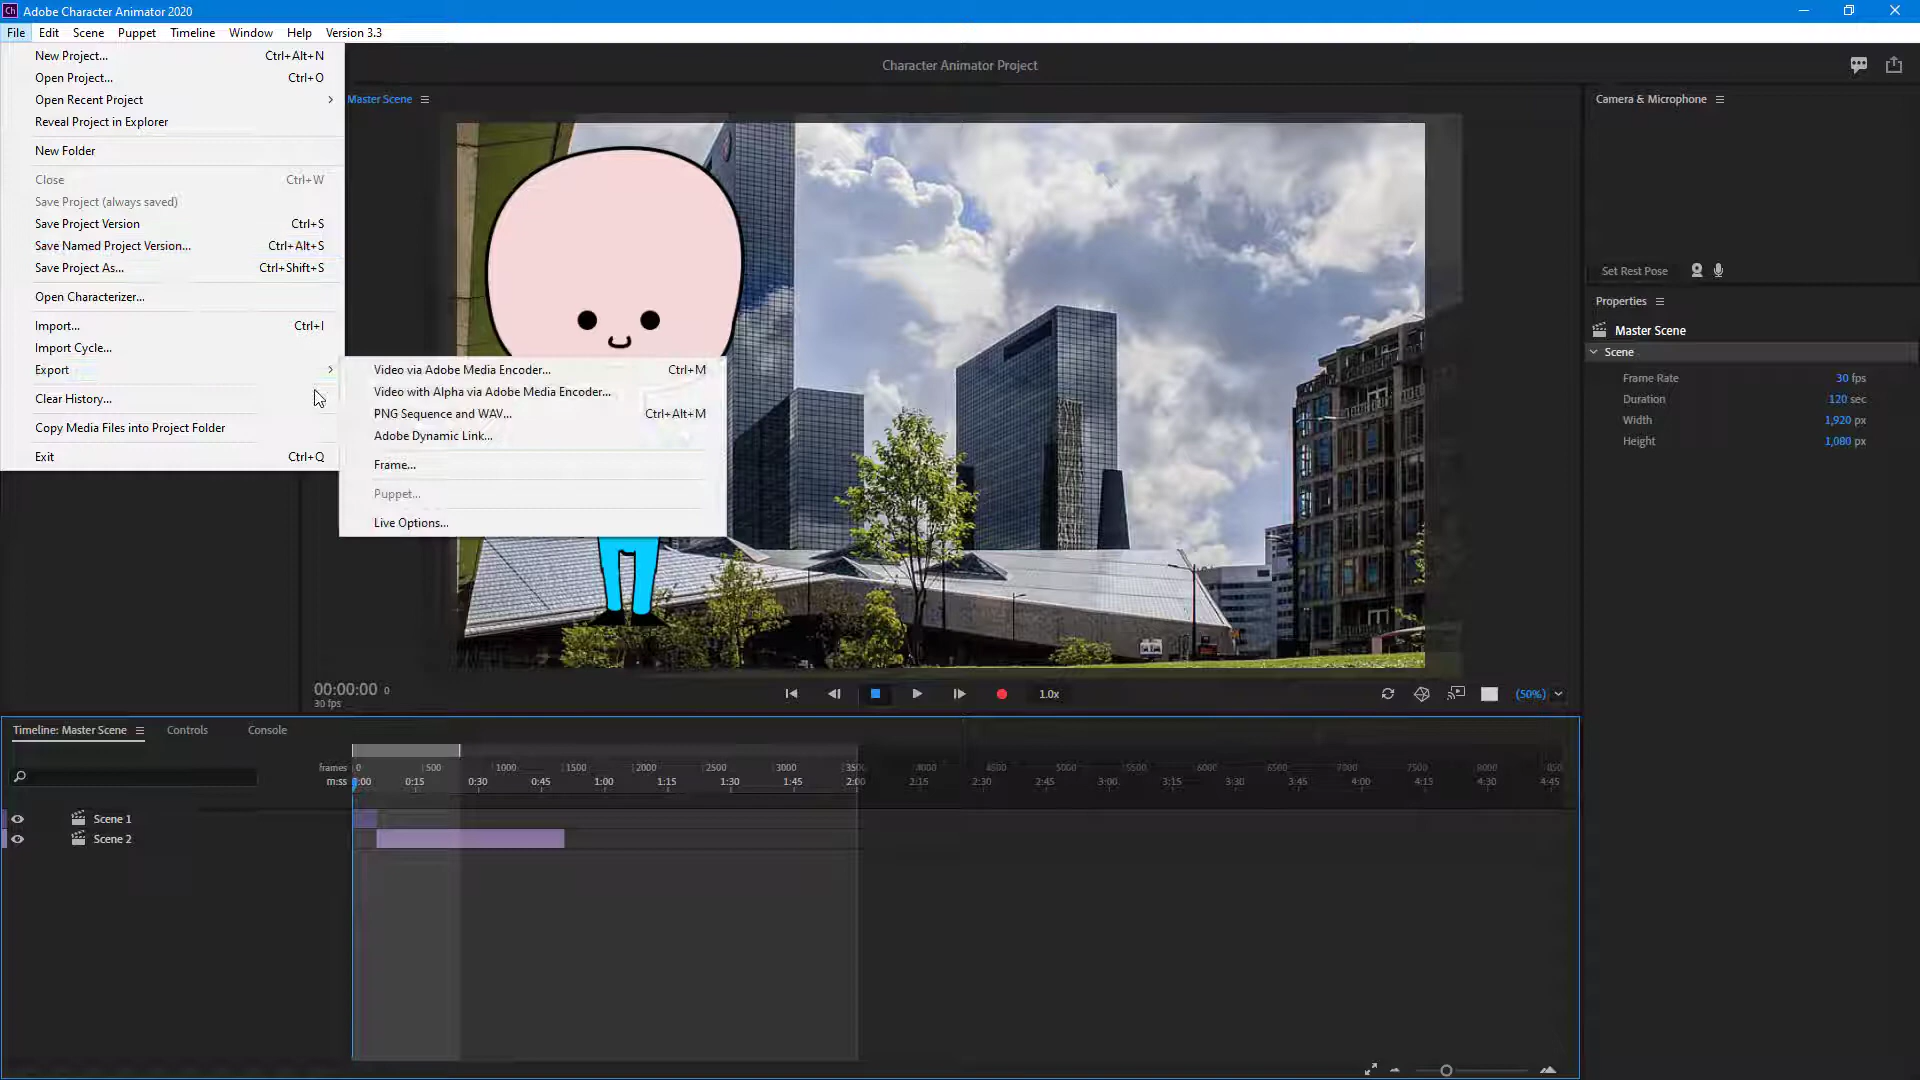 Ch Adobe Character Animator 2020
File Edit Scene Puppet Timeline Window Help Version 3.3
New Project... Ctrl+Alt+N
Open Project... Ctrl+O
Open Recent Project
Reveal Project in Explorer
New Folder
Close Ctrl+W
Save Project (always saved)
Save Project Version Ctrl+S
Save Named Project Version... Ctrl+Alt+S
Save Project As... Ctrl+Shift+S
Open Characterizer...
Import... Ctrl+I
Import Cycle...
Export
Clear History...
Copy Media Files into Project Folder
Exit Ctrl+Q
Video via Adobe Media Encoder... Ctrl+M
Video with Alpha via Adobe Media Encoder...
PNG Sequence and WAV... Ctrl+Alt+M
Adobe Dynamic Link...
Frame...
Puppet...
Live Options...
Character Animator Project
Master Scene
Camera & Microphone
Set Rest Pose
Properties
Master Scene
Scene
Frame Rate 30 fps
Duration 120 sec
Width 1,920 px
Height 1,080 px
00:00:00 0
30 fps
1.0x
(50%)
Timeline: Master Scene Controls Console
frames 0 500 1000 1500 2000 2500 3000 3500 4000 4500 5000 5500 6000 6500 7000 7500 8000 850
m:ss :00 0:15 0:30 0:45 1:00 1:15 1:30 1:45 2:00 2:15 2:30 2:45 3:00 3:15 3:30 3:45 4:00 4:15 4:30 4:45
Scene 1
Scene 2